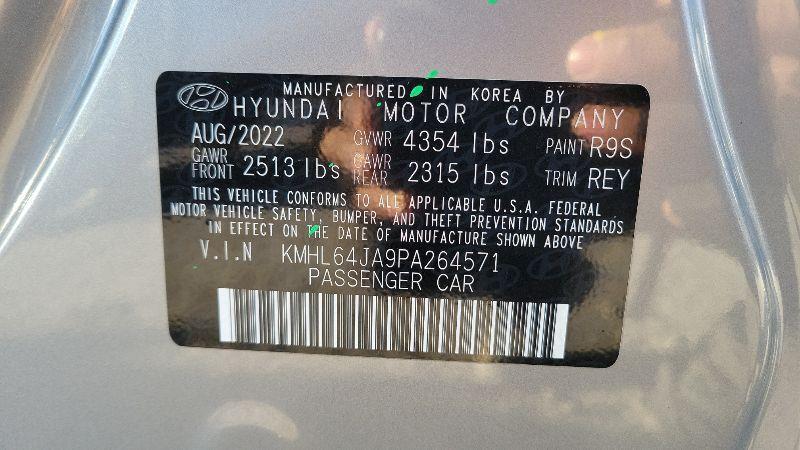 MANUFACTURED IN KOREA BY
HYUNDAI MOTOR COMPANY
AUG/2022 GVWR 4354 lbs PAINT R9S
GAWR FRONT 2513 lbs GAWR REAR 2315 lbs TRIM REY
THIS VEHICLE CONFORMS TO ALL APPLICABLE U.S.A. FEDERAL
MOTOR VEHICLE SAFETY, BUMPER, AND THEFT PREVENTION STANDARDS
IN EFFECT ON THE DATE OF MANUFACTURE SHOWN ABOVE
V.I.N KMHL64JA9PA264571
PASSENGER CAR